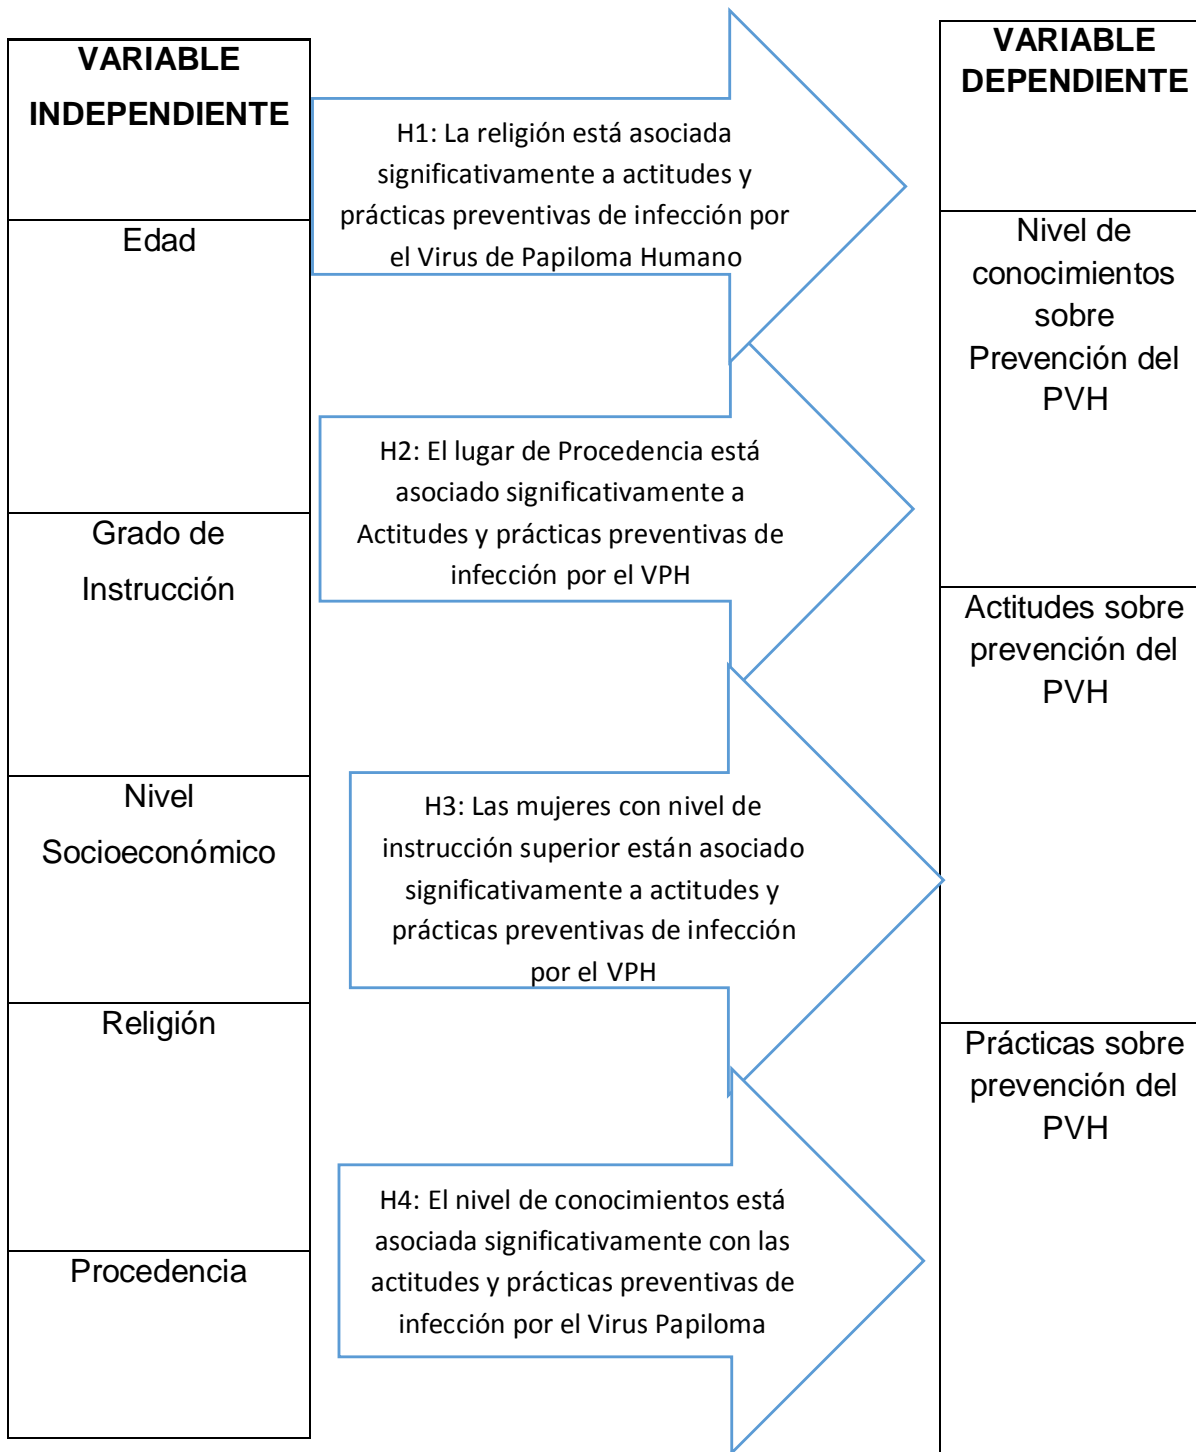 VARIABLE
INDEPENDIENTE
Edad
Grado de
Instrucción
Nivel
Socioeconómico
Religión
Procedencia
H1: La religión está asociada
significativamente a actitudes y
prácticas preventivas de infección por
el Virus de Papiloma Humano
H2: El lugar de Procedencia está
asociado significativamente a
Actitudes y prácticas preventivas de
infección por el VPH
H3: Las mujeres con nivel de
instrucción superior están asociado
significativamente a actitudes y
prácticas preventivas de infección
por el VPH
H4: El nivel de conocimientos está
asociada significativamente con las
actitudes y prácticas preventivas de
infección por el Virus Papiloma
VARIABLE
DEPENDIENTE
Nivel de
conocimientos
sobre
Prevención del
PVH
Actitudes sobre
prevención del
PVH
Prácticas sobre
prevención del
PVH